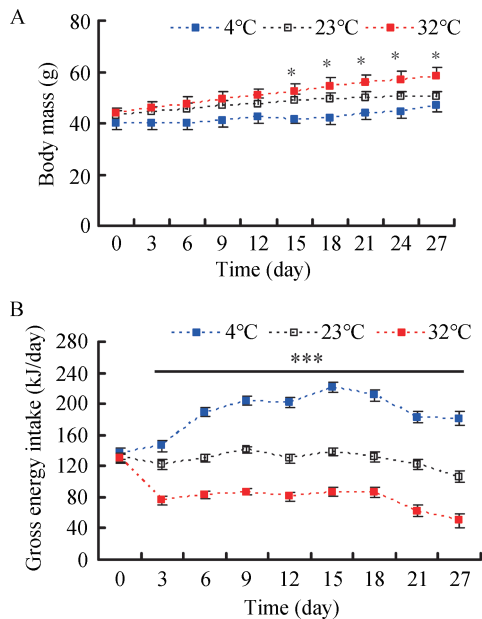 A
4℃ 23℃ 32℃
Body mass (g)
80
60
40
20
0
* * * * *
0 3 6 9 12 15 18 21 24 27
Time (day)
B
4℃ 23℃ 32℃
Gross energy intake (kJ/day)
280
240
200
160
120
80
40
0
***
0 3 6 9 12 15 18 21 27
Time (day)